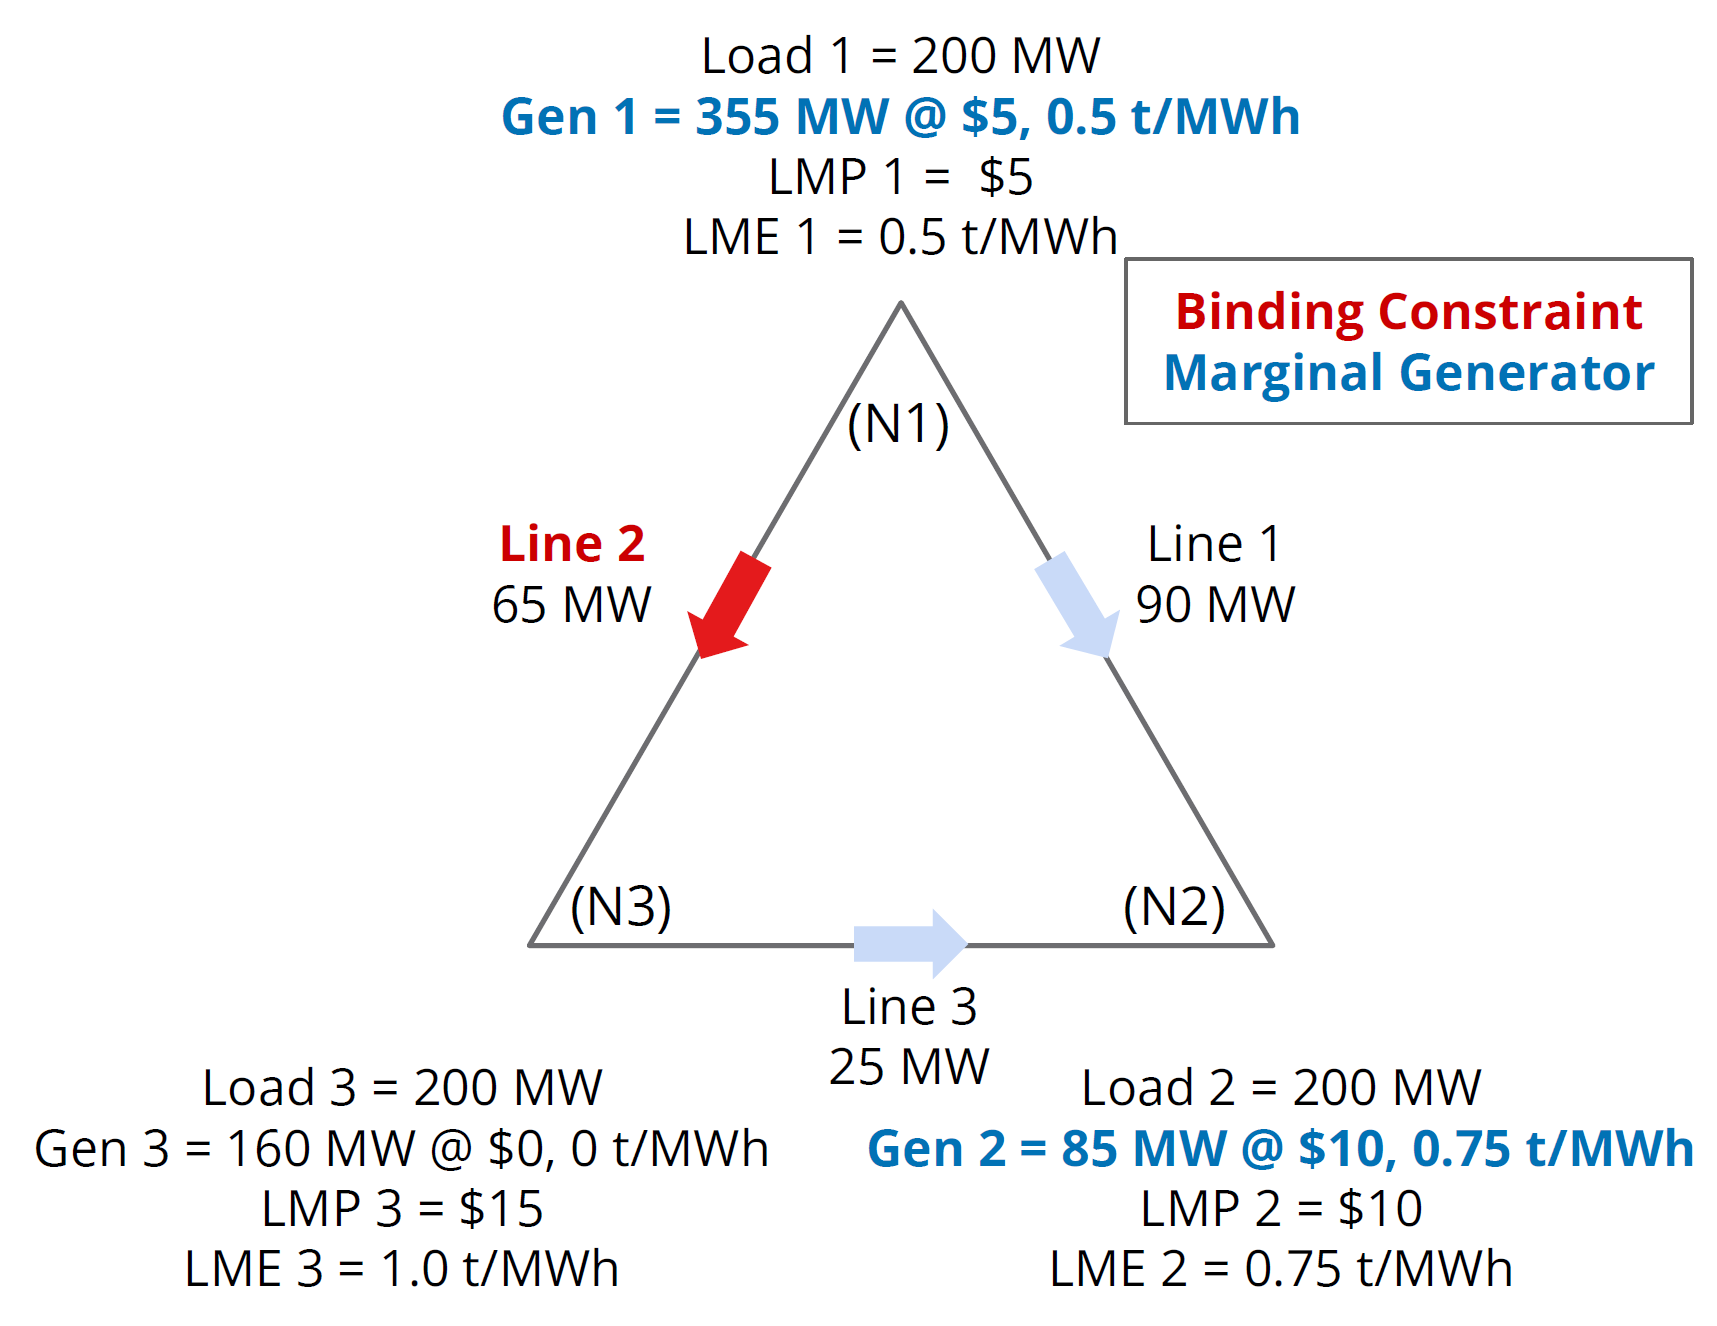 Load 1 = 200 MW
Gen 1 = 355 MW @ $5, 0.5 t/MWh
LMP 1 = $5
LME 1 = 0.5 t/MWh
Binding Constraint
Marginal Generator
(N1)
Line 2
65 MW
Line 1
90 MW
(N3)
(N2)
Line 3
25 MW
Load 3 = 200 MW
Gen 3 = 160 MW @ $0, 0 t/MWh
LMP 3 = $15
LME 3 = 1.0 t/MWh
Load 2 = 200 MW
Gen 2 = 85 MW @ $10, 0.75 t/MWh
LMP 2 = $10
LME 2 = 0.75 t/MWh